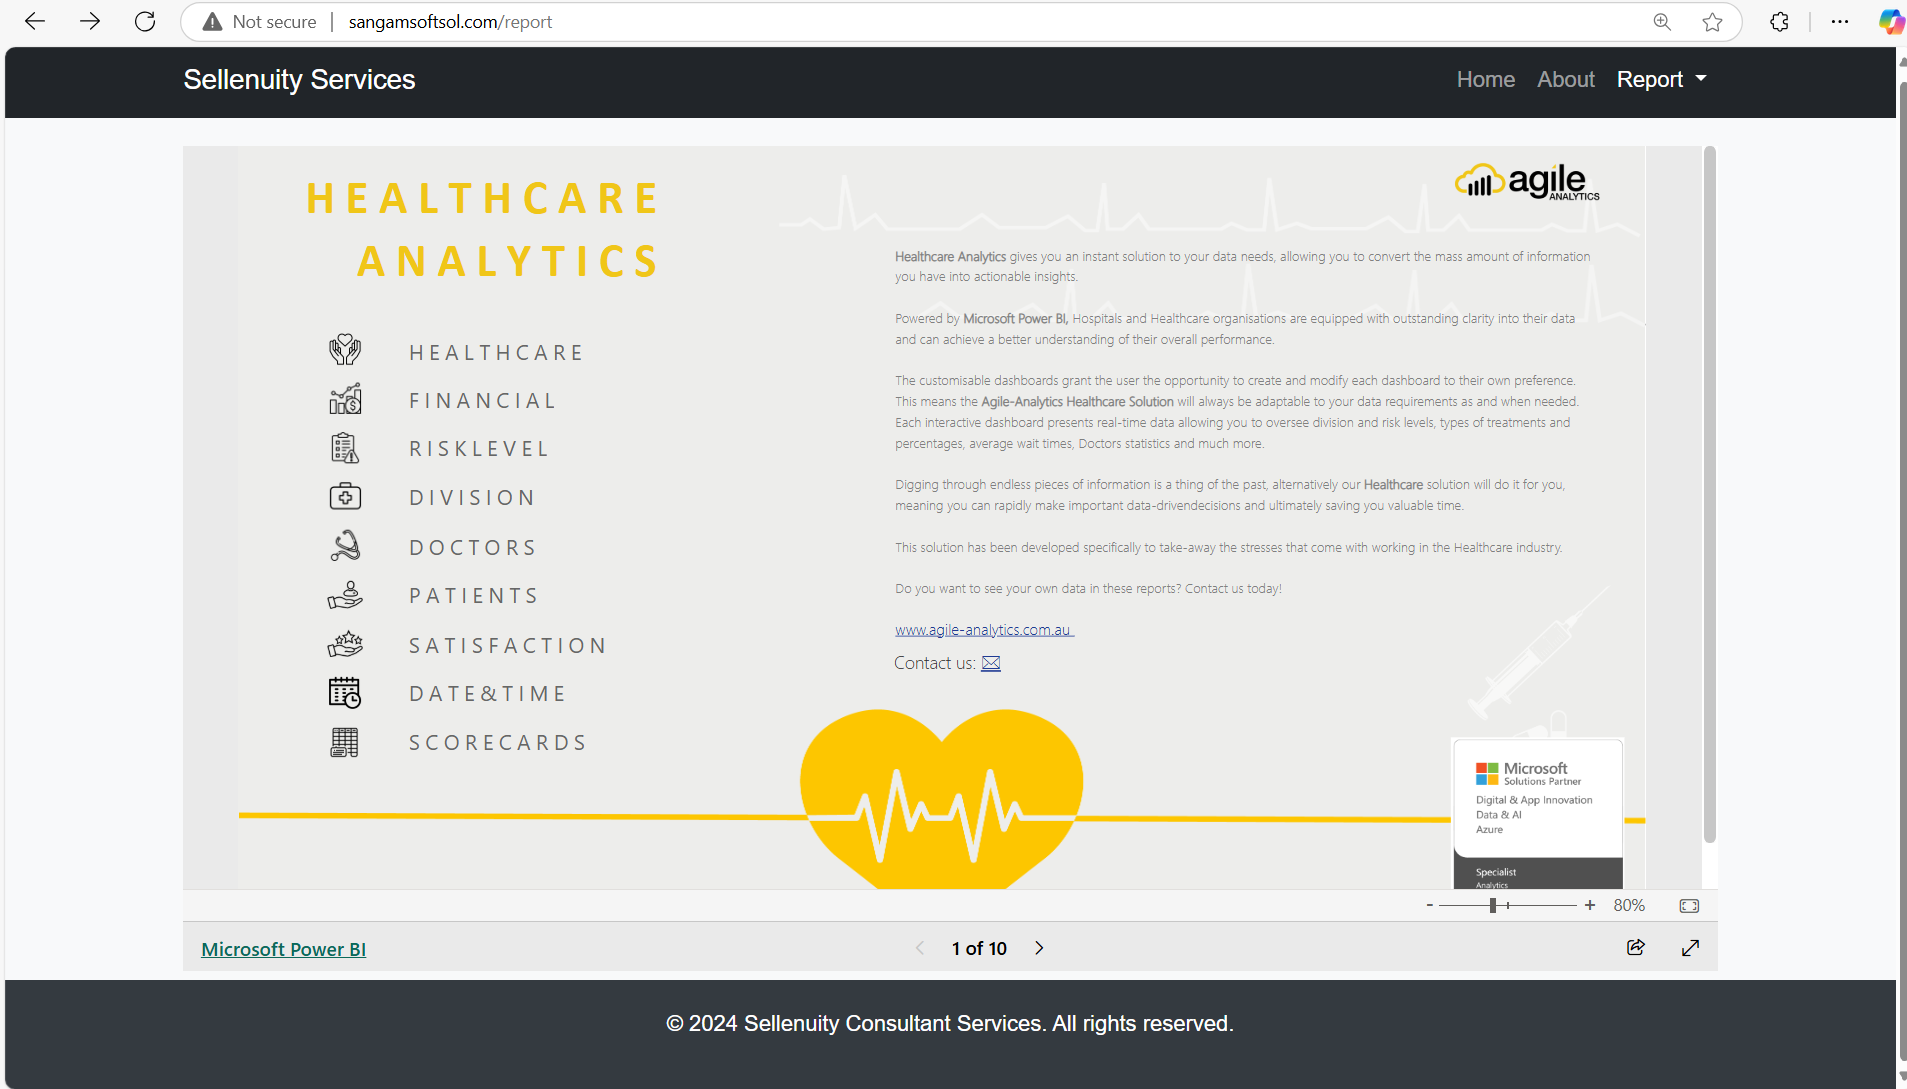 Not secure
sangamsoftsol.com/report
Sellenuity Services
Home About Report
HEALTHCARE
ANALYTICS
agile
ANALYTICS
Healthcare Analytics gives you an instant solution to your data needs, allowing you to convert the mass amount of information
you have into actionable insights.
Powered by Microsoft Power BI, Hospitals and Healthcare organisations are equipped with outstanding clarity into their data
and can achieve a better understanding of their overall performance.
The customisable dashboards grant the user the opportunity to create and modify each dashboard to their own preference.
This means the Agile-Analytics Healthcare Solution will always be adaptable to your data requirements as and when needed.
Each interactive dashboard presents real-time data allowing you to oversee division and risk levels, types of treatments and
percentages, average wait times, Doctors statistics and much more.
Digging through endless pieces of information is a thing of the past, alternatively our Healthcare solution will do it for you,
meaning you can rapidly make important data-drivendecisions and ultimately saving you valuable time.
This solution has been developed specifically to take-away the stresses that come with working in the Healthcare industry.
Do you want to see your own data in these reports? Contact us today!
www.agile-analytics.com.au
Contact us:
HEALTHCARE
FINANCIAL
RISKLEVEL
DIVISION
DOCTORS
PATIENTS
SATISFACTION
DATE&TIME
SCORECARDS
Microsoft
Solutions Partner
Digital & App Innovation
Data & AI
Azure
Specialist
Analytics
- + 80%
Microsoft Power BI
1 of 10
© 2024 Sellenuity Consultant Services. All rights reserved.